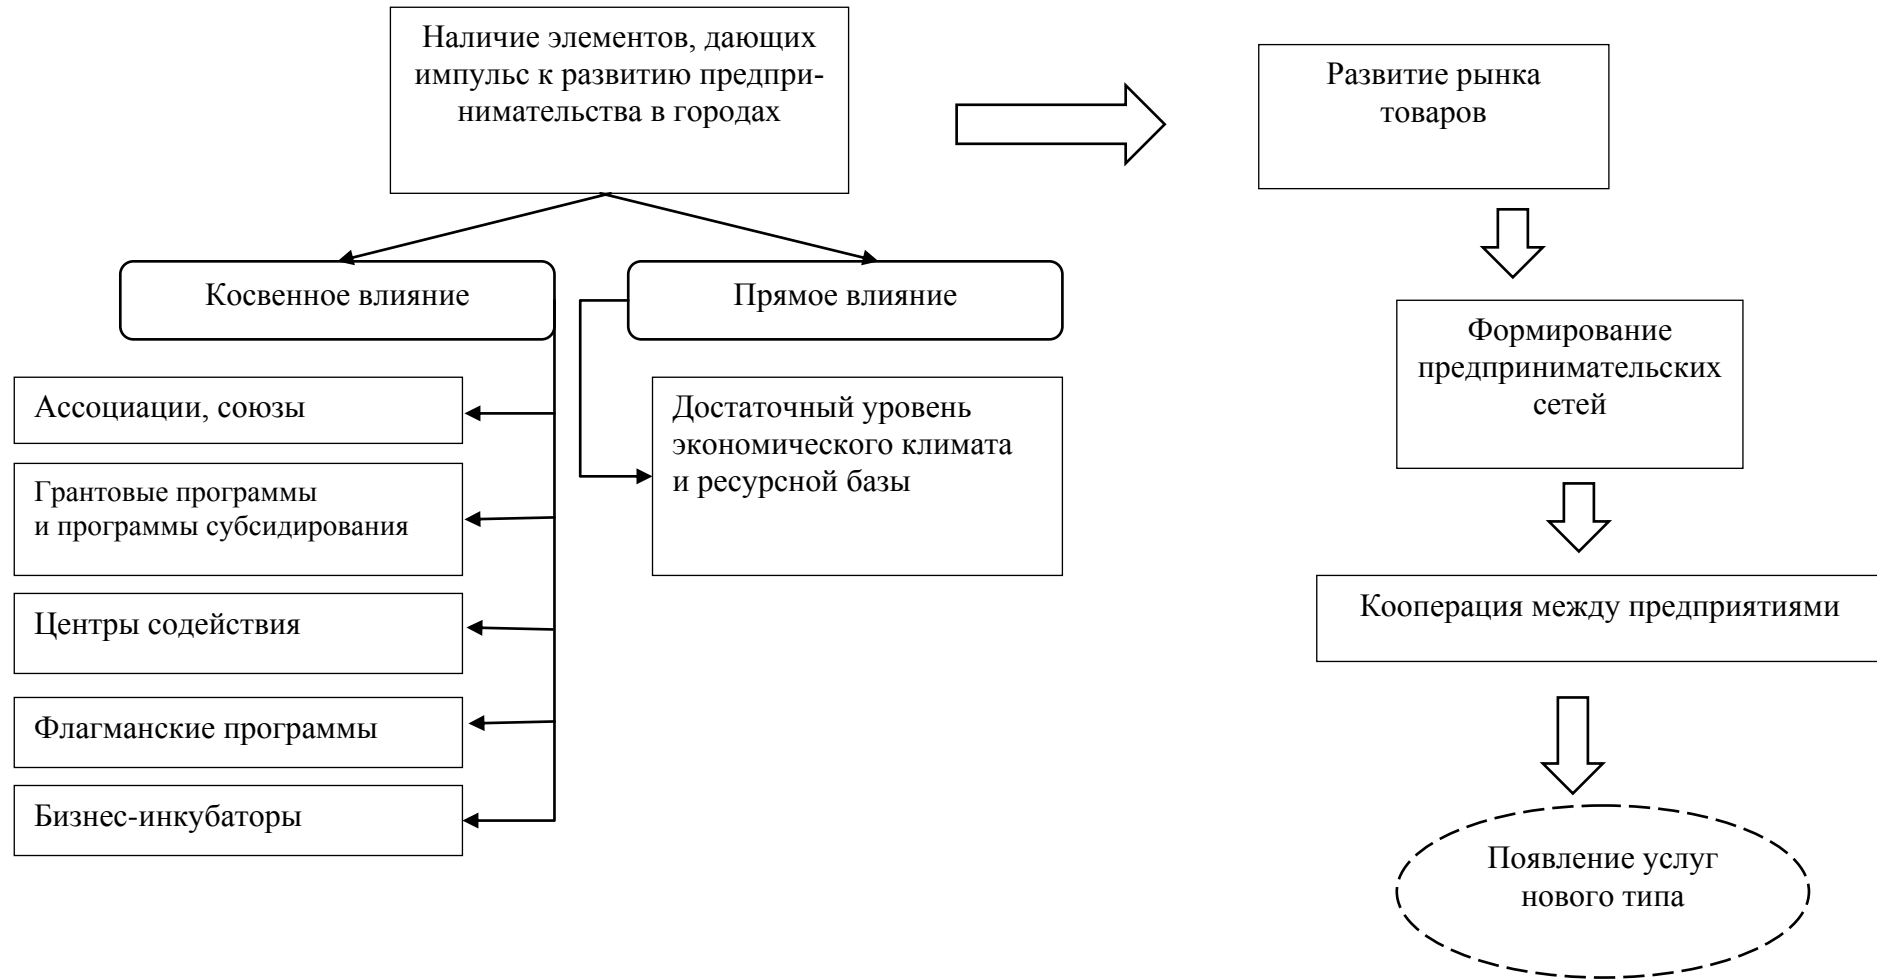 Наличие элементов, дающих
импульс к развитию предпри-
нимательства в городах
Развитие рынка
товаров
Косвенное влияние
Прямое влияние
Формирование
предпринимательских
сетей
Ассоциации, союзы
Достаточный уровень
экономического климата
и ресурсной базы
Грантовые программы
и программы субсидирования
Центры содействия
Кооперация между предприятиями
Флагманские программы
Бизнес-инкубаторы
Появление услуг
нового типа